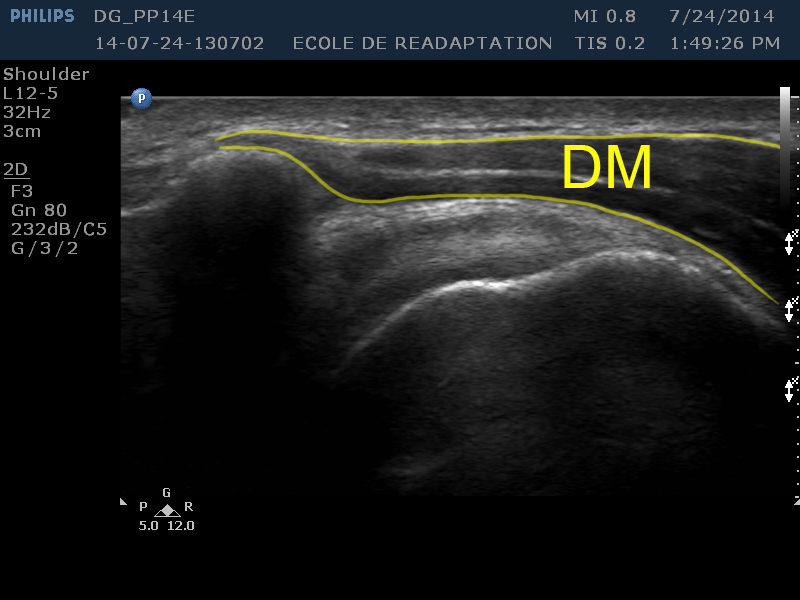 PHILIPS DG_PP14E MI 0.8 7/24/2014
14-07-24-130702 ECOLE DE READAPTATION TIS 0.2 1:49:26 PM
Shoulder
L12-5
32Hz
3cm
2D
F3
Gn 80
232dB/C5
G/3/2
P
DM
G
P R
5.0 12.0